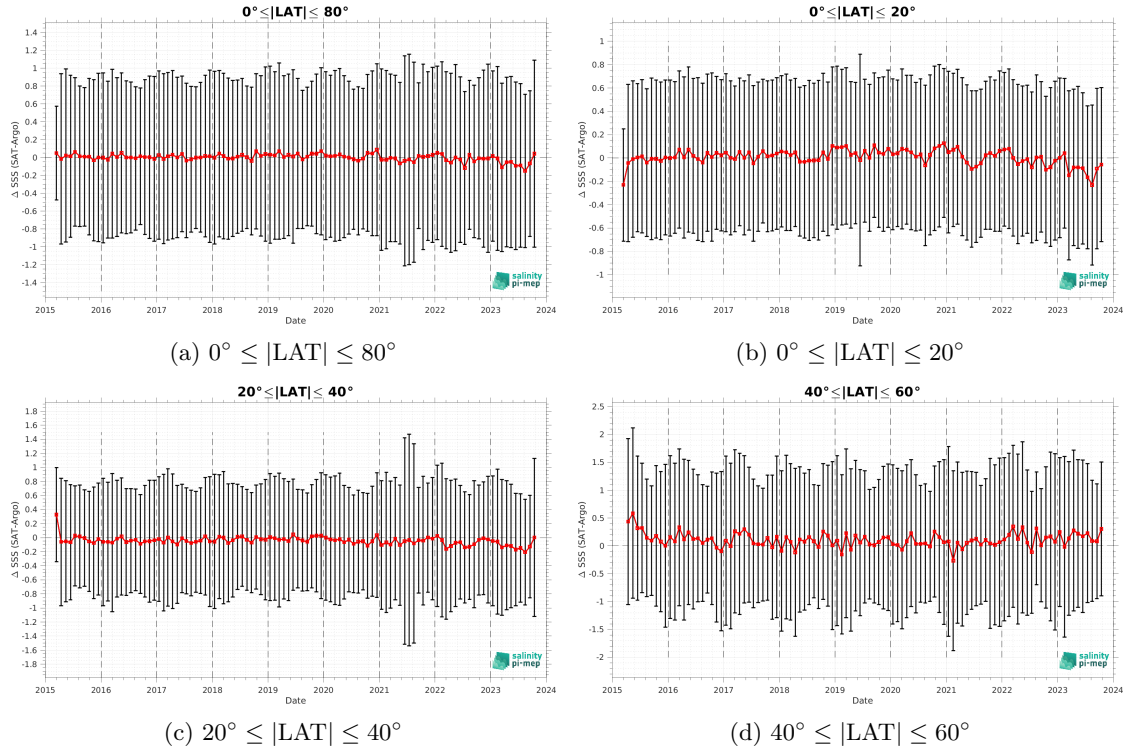 0°≤|LAT|≤ 80°
1.4
1.2
1
0.8
0.6
0.4
0.2
0
-0.2
-0.4
-0.6
-0.8
-1
-1.2
-1.4
Δ SSS (SAT-Argo)
2015 2016 2017 2018 2019 2020 2021 2022 2023 2024
Date
salinity
pi-mep
(a) 0° ≤ |LAT| ≤ 80°
0°≤|LAT|≤ 20°
1
0.8
0.6
0.4
0.2
0
-0.2
-0.4
-0.6
-0.8
-1
Δ SSS (SAT-Argo)
2015 2016 2017 2018 2019 2020 2021 2022 2023 2024
Date
salinity
pi-mep
(b) 0° ≤ |LAT| ≤ 20°
20°≤|LAT|≤ 40°
1.8
1.6
1.4
1.2
1
0.8
0.6
0.4
0.2
0
-0.2
-0.4
-0.6
-0.8
-1
-1.2
-1.4
-1.6
-1.8
Δ SSS (SAT-Argo)
2015 2016 2017 2018 2019 2020 2021 2022 2023 2024
Date
salinity
pi-mep
(c) 20° ≤ |LAT| ≤ 40°
40°≤|LAT|≤ 60°
2.5
2
1.5
1
0.5
0
-0.5
-1
-1.5
-2
Δ SSS (SAT-Argo)
2015 2016 2017 2018 2019 2020 2021 2022 2023 2024
Date
salinity
pi-mep
(d) 40° ≤ |LAT| ≤ 60°